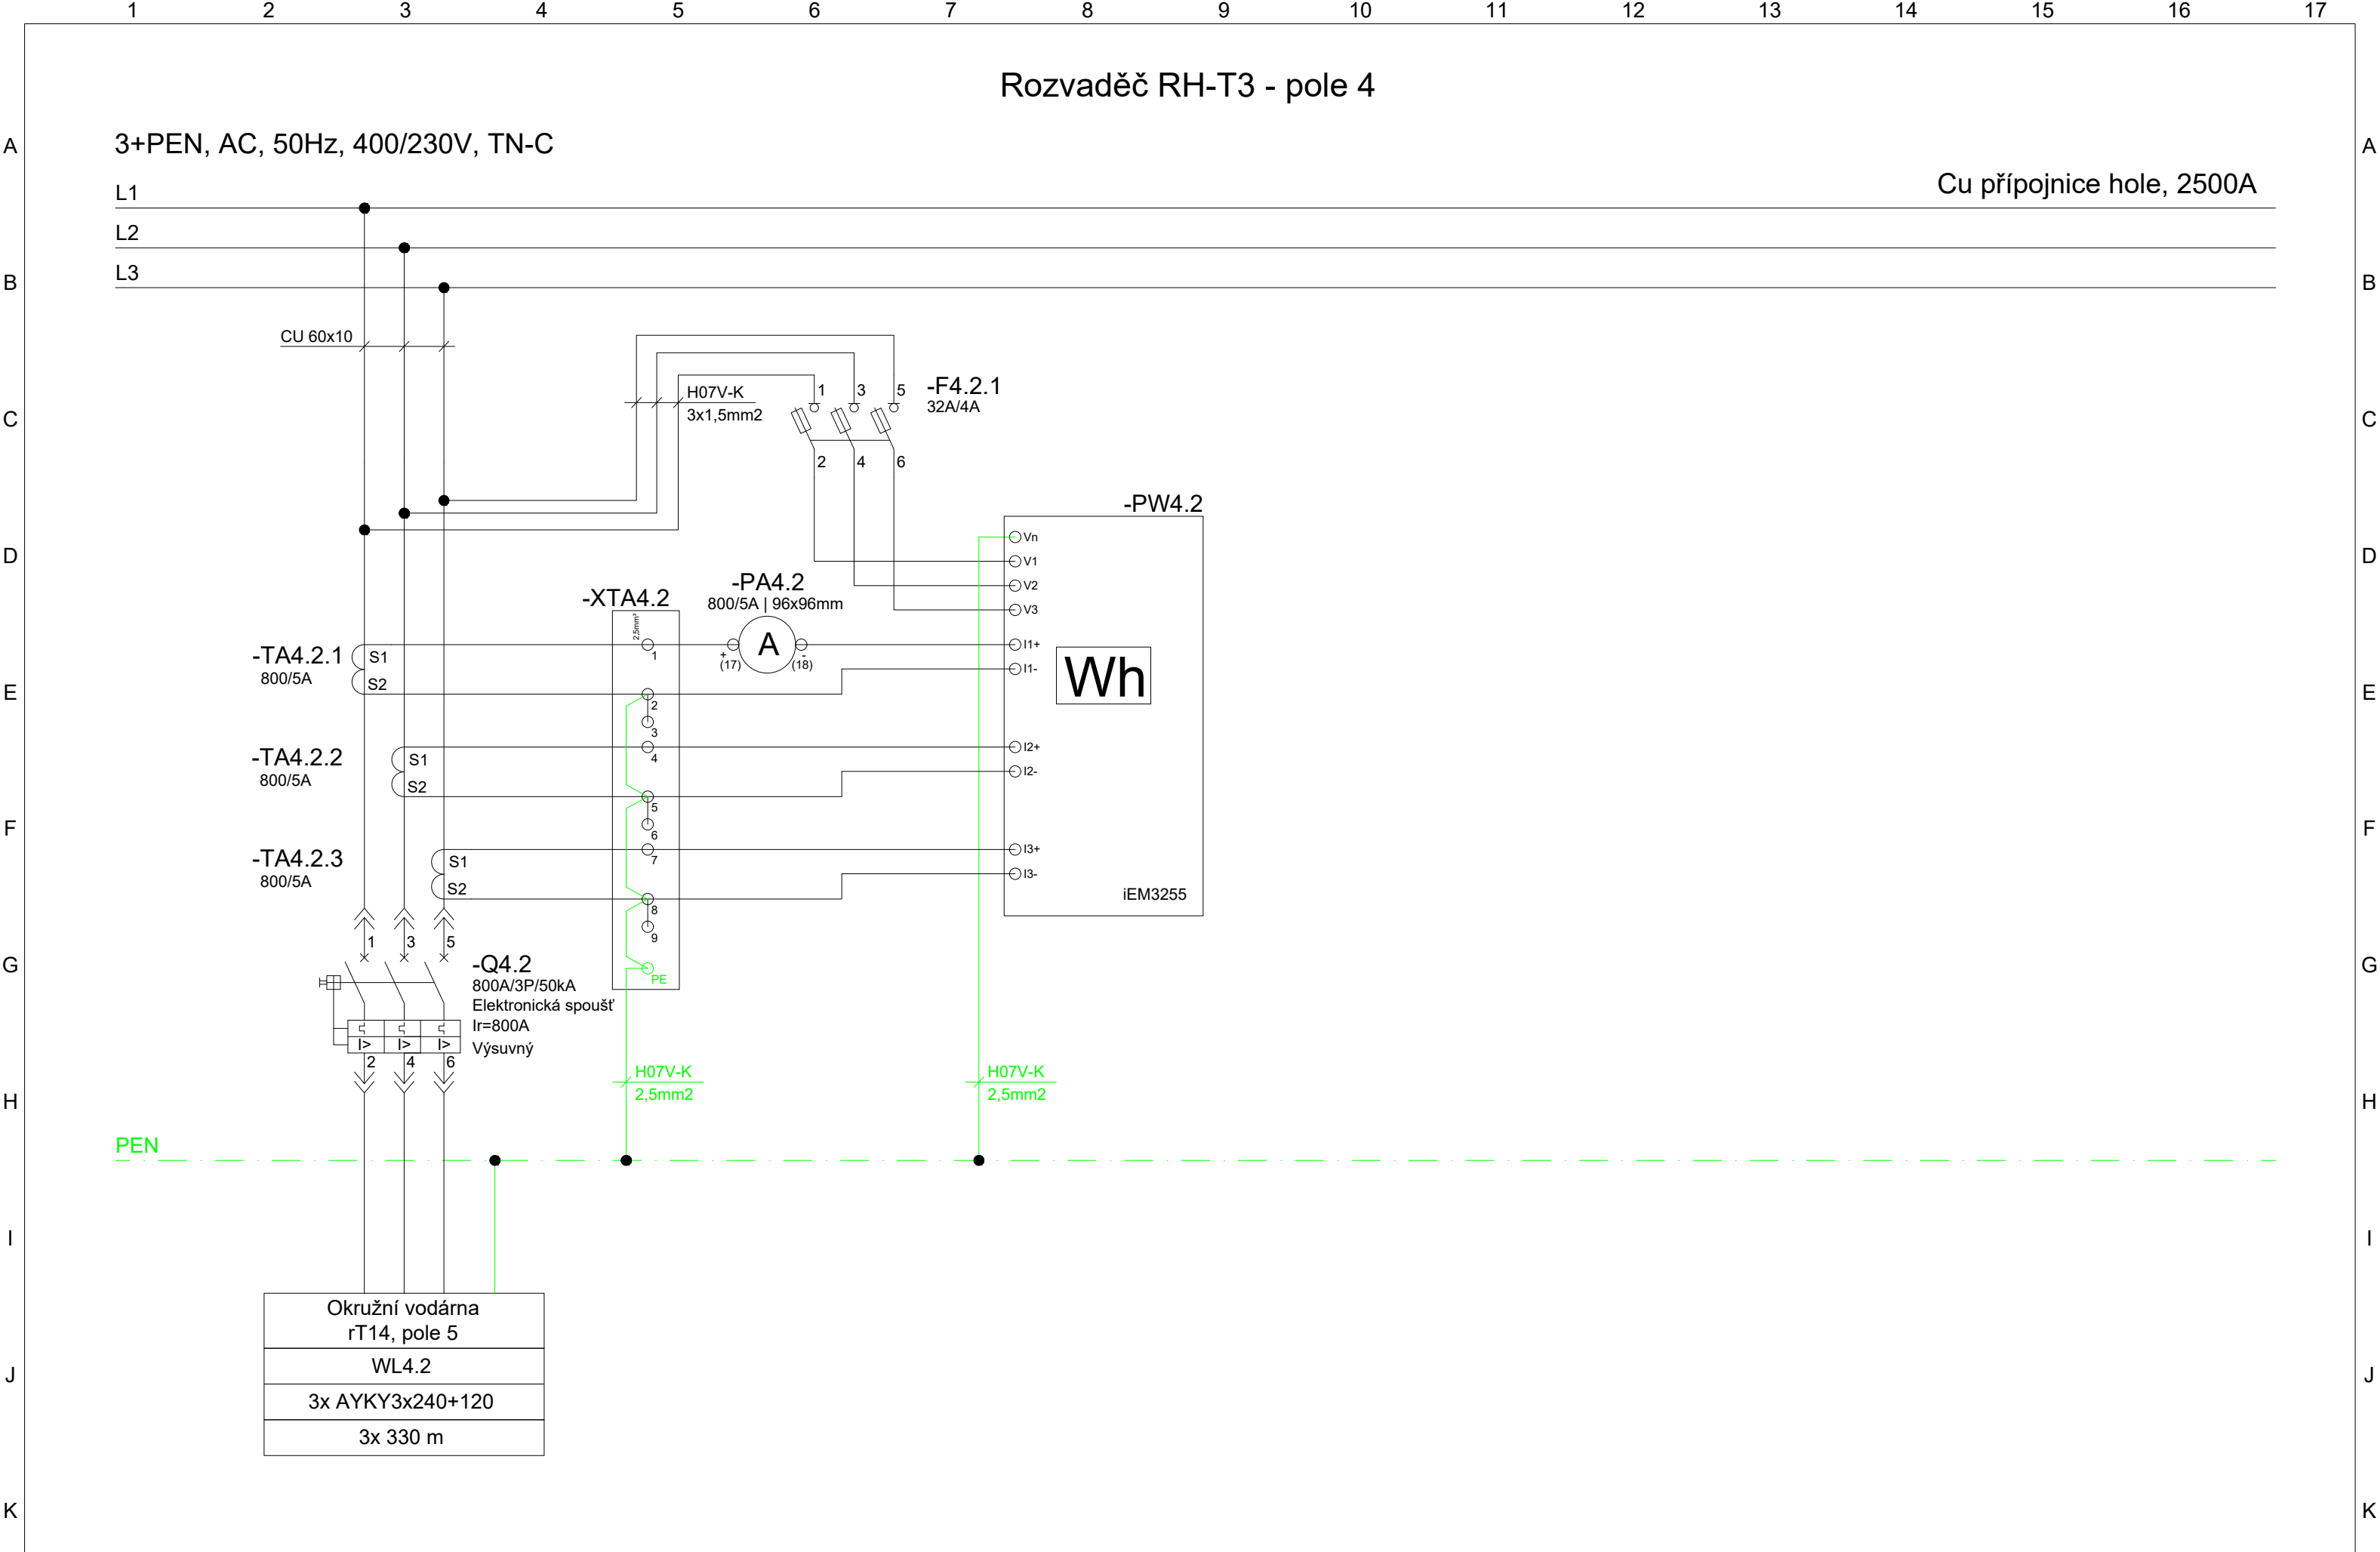 1 2 3 4 5 6 7 8 9 10 11 12 13 14 15 16 17
Rozvaděč RH-T3 - pole 4
A A
3+PEN, AC, 50Hz, 400/230V, TN-C
Cu přípojnice hole, 2500A
L1
L2
L3
B B
CU 60x10
H07V-K
3x1,5mm2
1 3 5
-F4.2.1
32A/4A
C C
2 4 6
-PW4.2
Vn
V1
V2
V3
D D
-PA4.2
800/5A | 96x96mm
-XTA4.2
2,5mm²
A
+ -
(17) (18)
I1+
I1-
Wh
-TA4.2.1
800/5A
S1
S2
1
2
3
E E
-TA4.2.2
800/5A
S1
S2
4
5
6
I2+
I2-
F F
-TA4.2.3
800/5A
S1
S2
7
8
9
I3+
I3-
iEM3255
PE
1 3 5
G G
-Q4.2
800A/3P/50kA
Elektronická spoušť
Ir=800A
Výsuvný
I> I> I>
2 4 6
H07V-K
2,5mm2
H07V-K
2,5mm2
H H
PEN
I I
Okružní vodárna
rT14, pole 5
WL4.2
3x AYKY3x240+120
3x 330 m
J J
K K